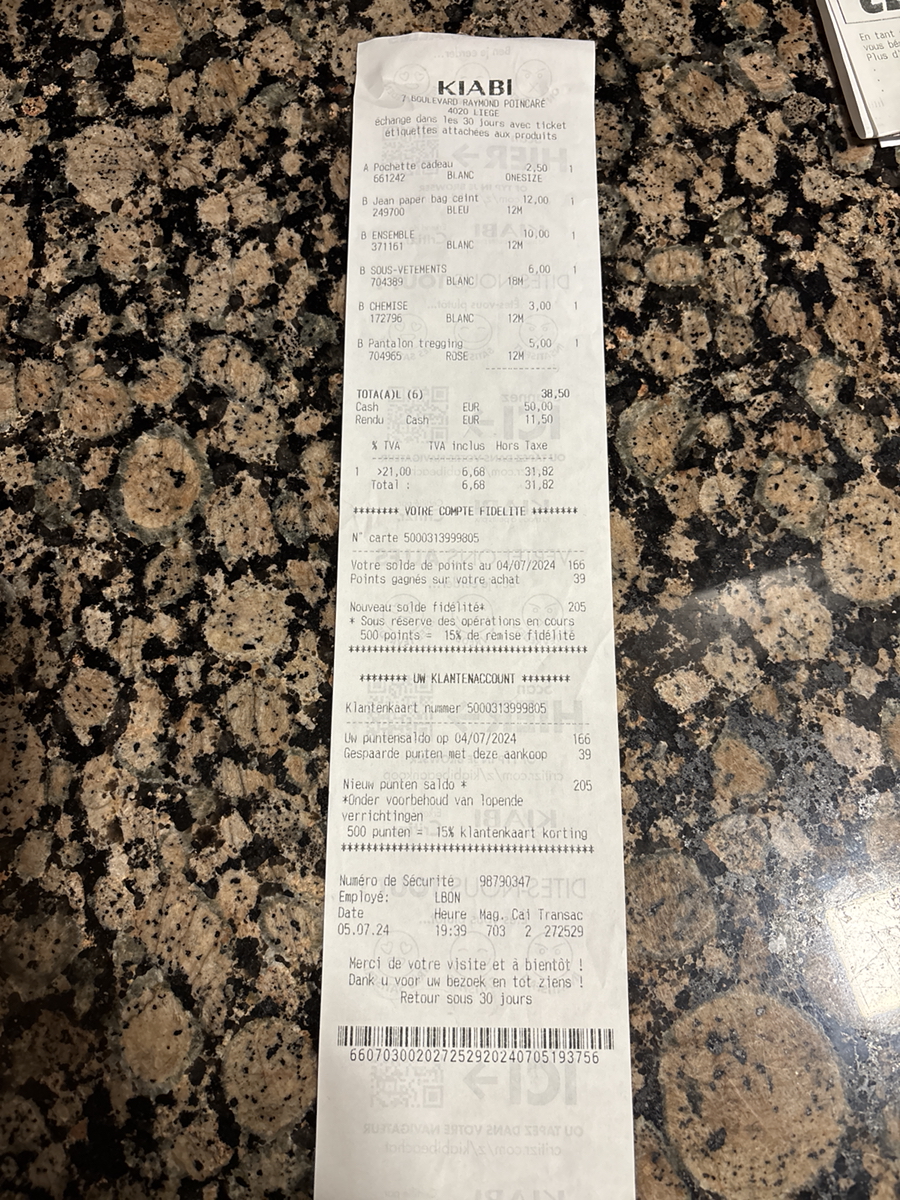 KIABI
7 BOULEVARD RAYMOND POINCARÉ
4020 LIEGE
échange dans les 30 jours avec ticket
étiquettes attachées aux produits
A Pochette cadeau 2,50 1
661242 BLANC ONESIZE
B Jean paper bag ceint 12,00 1
249700 BLEU 12M
B ENSEMBLE 10,00 1
371161 BLANC 12M
B SOUS-VETEMENTS 6,00 1
704389 BLANC 18M
B CHEMISE 3,00 1
172796 BLANC 12M
B Pantalon tregging 5,00 1
704965 ROSE 12M
--------------
TOTA(A)L (6) 38,50
Cash EUR 50,00
Rendu Cash EUR 11,50
% TVA TVA inclus Hors Taxe
1 >21,00 6,68 31,82
Total : 6,68 31,82
******** VOTRE COMPTE FIDELITE ********
N° carte 5000313999805
Votre solde de points au 04/07/2024 166
Points gagnés sur votre achat 39
Nouveau solde fidélité* 205
* Sous réserve des opérations en cours
500 points = 15% de remise fidélité
******** UW KLANTENACCOUNT ********
Klantenkaart nummer 5000313999805
Uw puntensaldo op 04/07/2024 166
Gespaarde punten met deze aankoop 39
Nieuw punten saldo * 205
*Onder voorbehoud van lopende
verrichtingen
500 punten = 15% klantenkaart korting
Numéro de Sécurité 98790347
Employé: LBON
Date Heure Mag. Cai Transac
05.07.24 19:39 703 2 272529
Merci de votre visite et à bientôt !
Dank u voor uw bezoek en tot ziens !
Retour sous 30 jours
660703002027252920240705193756
En tant
vous bé
Plus d'